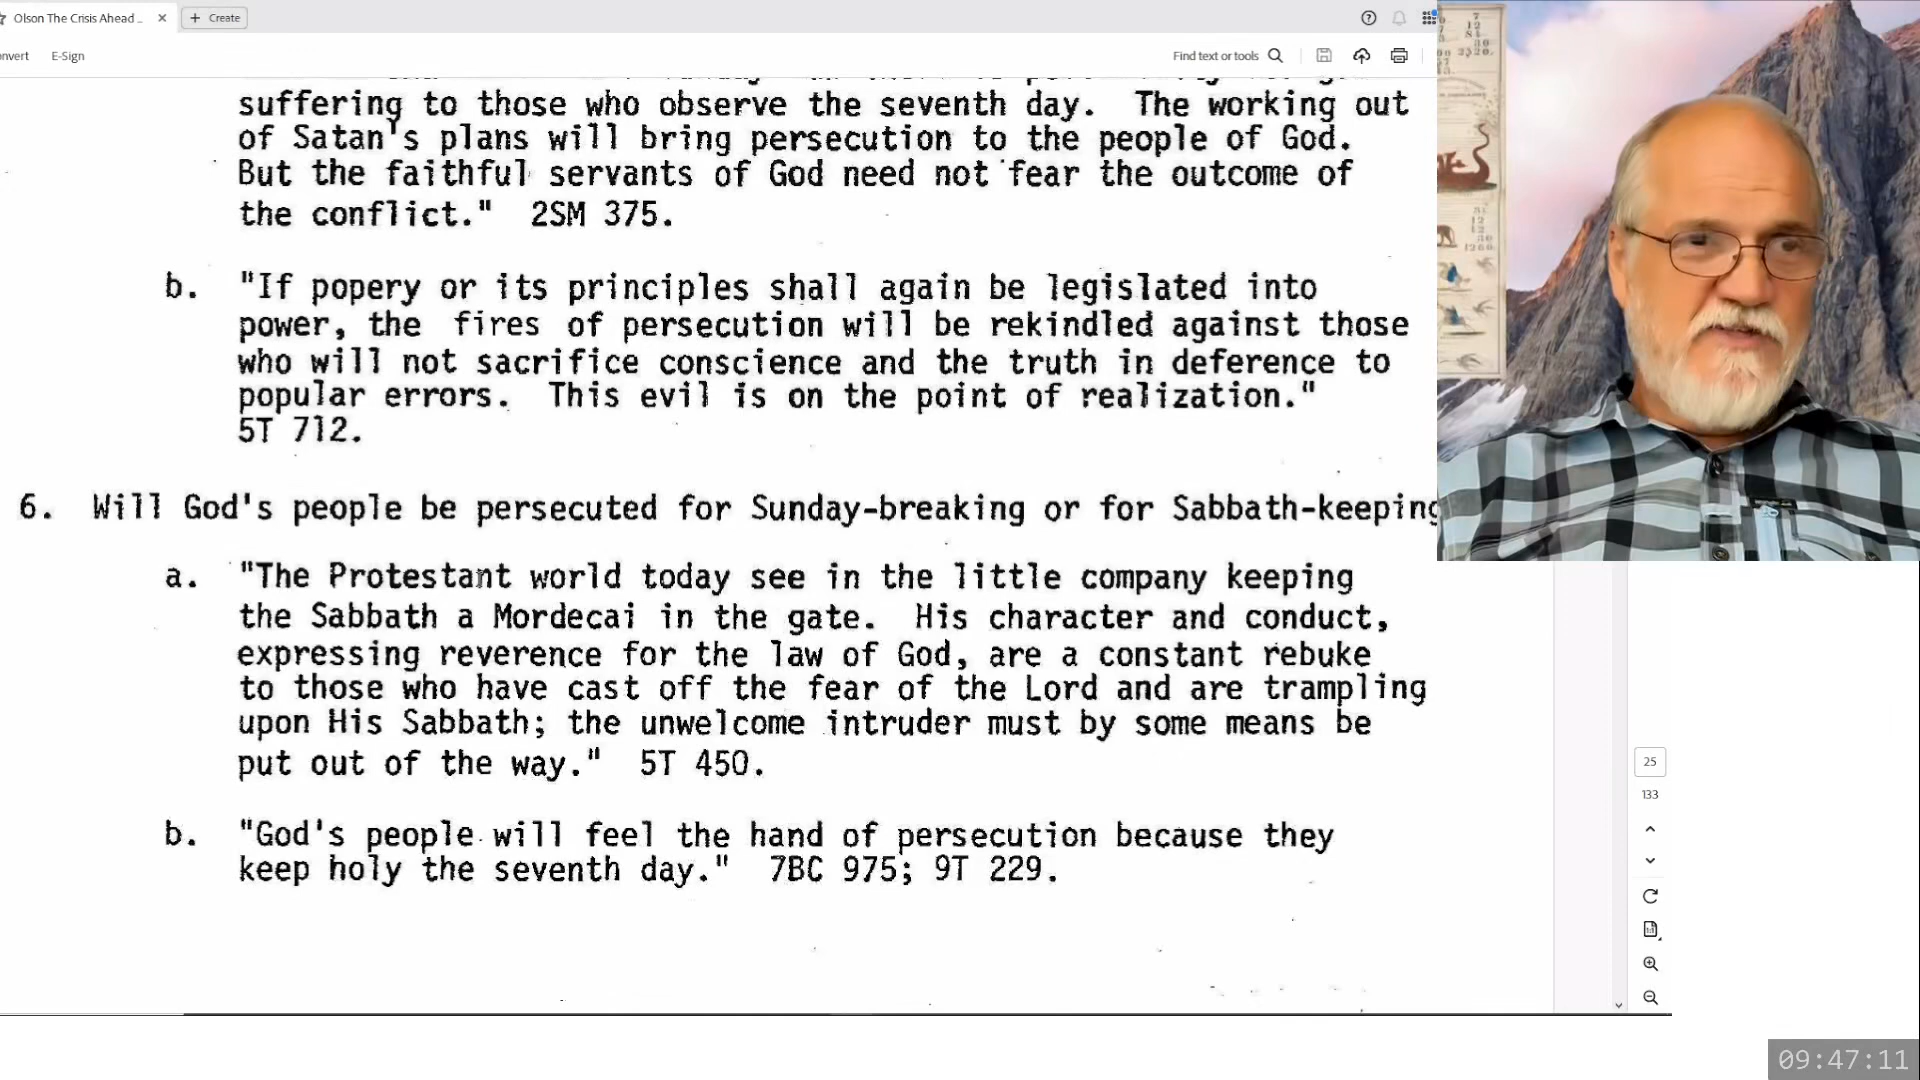 Olson The Crisis Ahead ..
Create
nvert
E-Sign
Find text or tools
suffering to those who observe the seventh day. The working out
of Satan's plans will bring persecution to the people of God.
But the faithful servants of God need not fear the outcome of
the conflict." 2SM 375.
b. "If popery or its principles shall again be legislated into
power, the fires of persecution will be rekindled against those
who will not sacrifice conscience and the truth in deference to
popular errors. This evil is on the point of realization."
5T 712.
6. Will God's people be persecuted for Sunday-breaking or for Sabbath-keeping
a. "The Protestant world today see in the little company keeping
the Sabbath a Mordecai in the gate. His character and conduct,
expressing reverence for the law of God, are a constant rebuke
to those who have cast off the fear of the Lord and are trampling
upon His Sabbath; the unwelcome intruder must by some means be
put out of the way." 5T 450.
b. "God's people will feel the hand of persecution because they
keep holy the seventh day." 7BC 975; 9T 229.
25
133
09:47:11